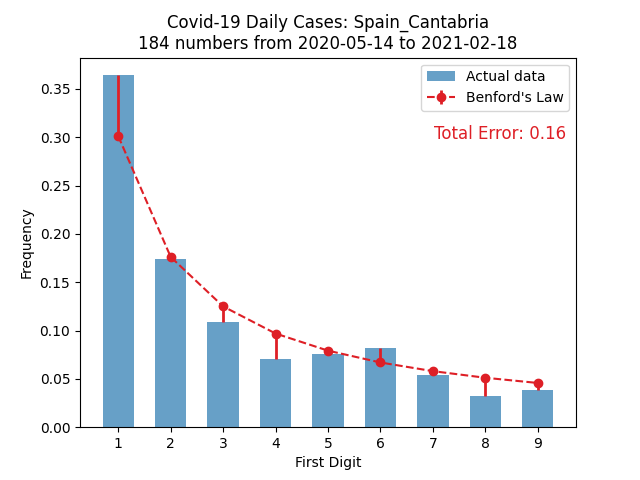 Covid-19 Daily Cases: Spain_Cantabria
184 numbers from 2020-05-14 to 2021-02-18
Actual data
Benford's Law
Total Error: 0.16
Frequency
0.35
0.30
0.25
0.20
0.15
0.10
0.05
0.00
1 2 3 4 5 6 7 8 9
First Digit